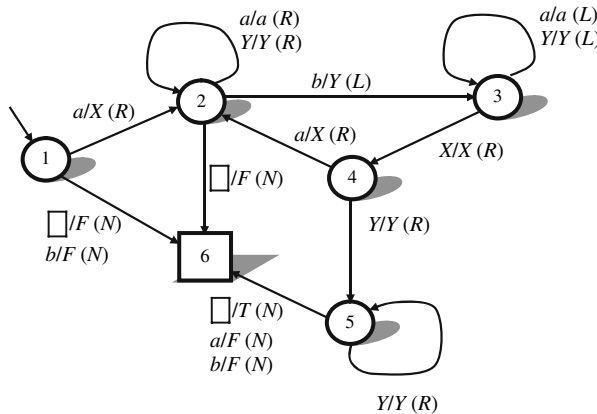 a/a (R)
Y/Y (R)
a/a (L)
Y/Y (L)
2
b/Y (L)
3
a/X (R)
a/X (R)
X/X (R)
1
4
□/F (N)
□/F (N)
b/F (N)
Y/Y (R)
6
□/T (N)
a/F (N)
b/F (N)
5
Y/Y (R)